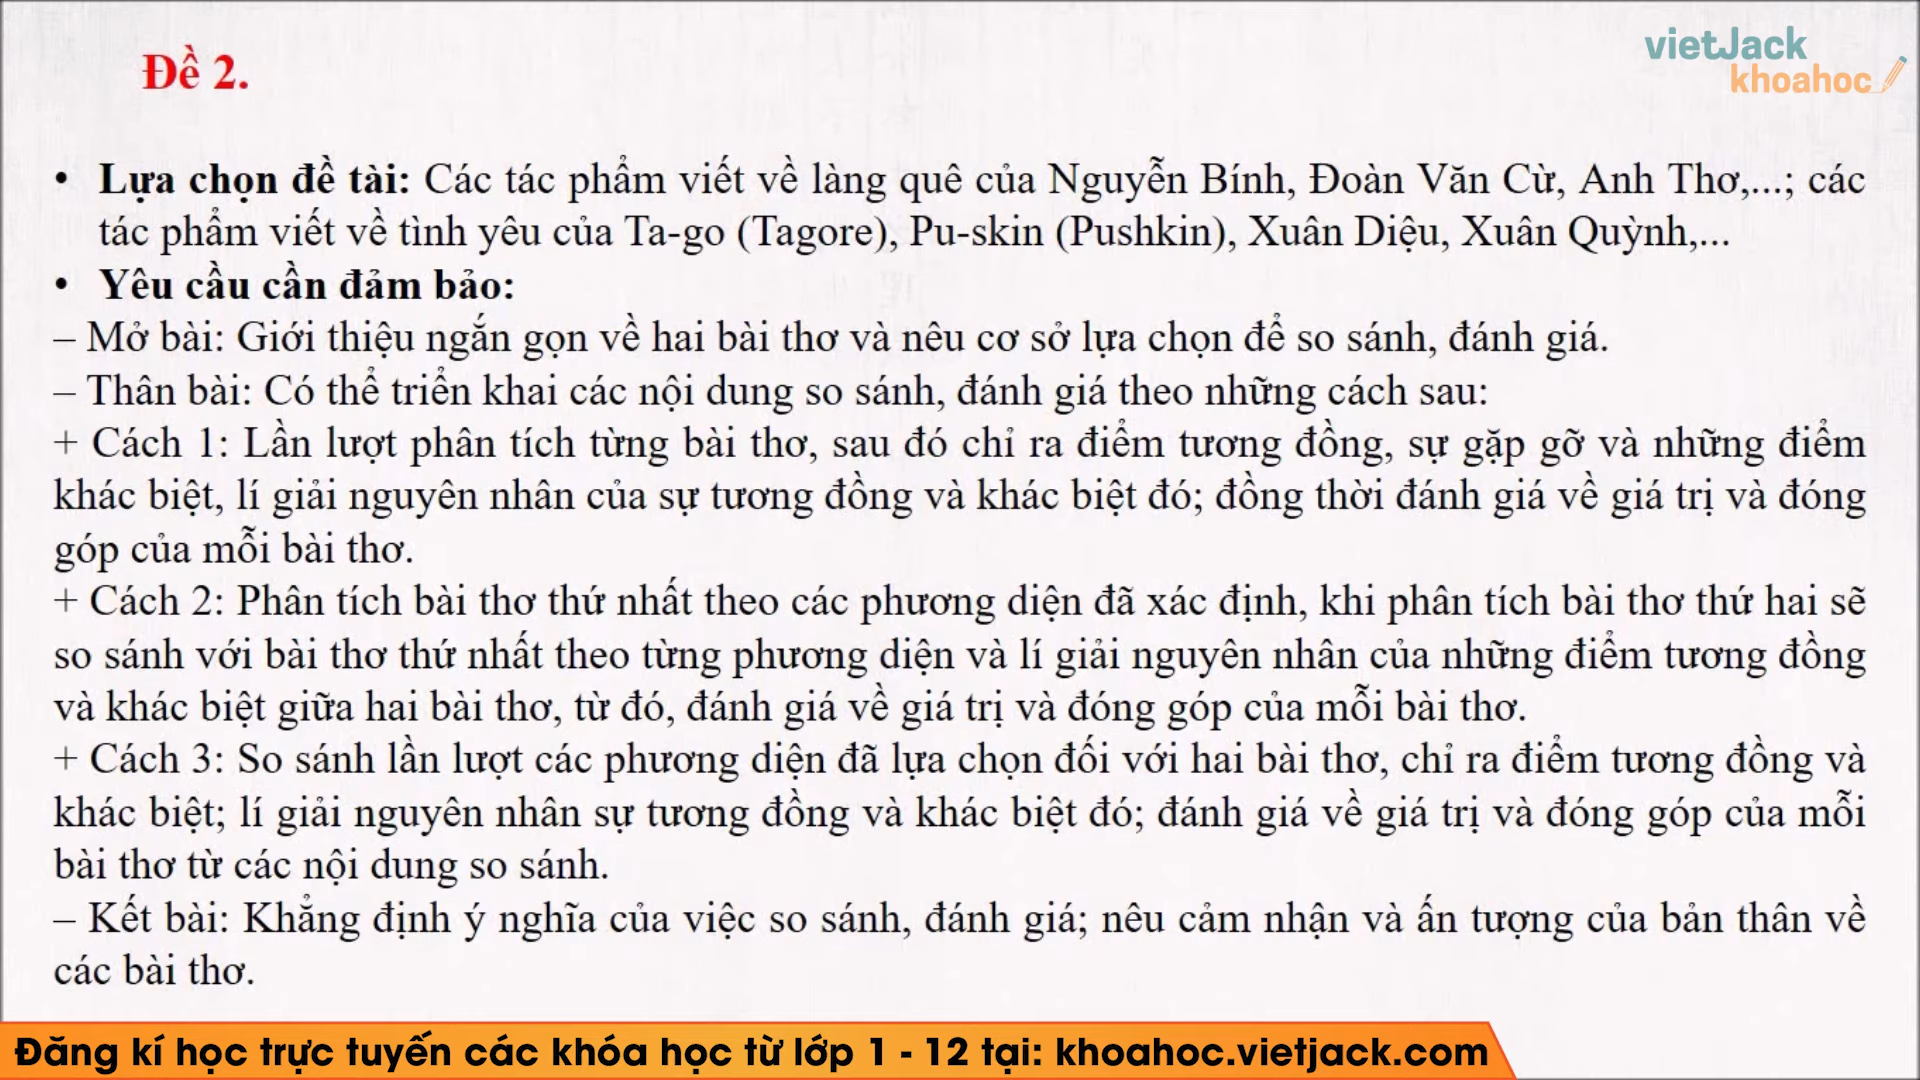 vietJack
khoahoc
Đề 2.
• Lựa chọn đề tài: Các tác phẩm viết về làng quê của Nguyễn Bính, Đoàn Văn Cừ, Anh Thơ,...; các
tác phẩm viết về tình yêu của Ta-go (Tagore), Pu-skin (Pushkin), Xuân Diệu, Xuân Quỳnh,...
• Yêu cầu cần đảm bảo:
– Mở bài: Giới thiệu ngắn gọn về hai bài thơ và nêu cơ sở lựa chọn để so sánh, đánh giá.
– Thân bài: Có thể triển khai các nội dung so sánh, đánh giá theo những cách sau:
+ Cách 1: Lần lượt phân tích từng bài thơ, sau đó chỉ ra điểm tương đồng, sự gặp gỡ và những điểm
khác biệt, lí giải nguyên nhân của sự tương đồng và khác biệt đó; đồng thời đánh giá về giá trị và đóng
góp của mỗi bài thơ.
+ Cách 2: Phân tích bài thơ thứ nhất theo các phương diện đã xác định, khi phân tích bài thơ thứ hai sẽ
so sánh với bài thơ thứ nhất theo từng phương diện và lí giải nguyên nhân của những điểm tương đồng
và khác biệt giữa hai bài thơ, từ đó, đánh giá về giá trị và đóng góp của mỗi bài thơ.
+ Cách 3: So sánh lần lượt các phương diện đã lựa chọn đối với hai bài thơ, chỉ ra điểm tương đồng và
khác biệt; lí giải nguyên nhân sự tương đồng và khác biệt đó; đánh giá về giá trị và đóng góp của mỗi
bài thơ từ các nội dung so sánh.
– Kết bài: Khẳng định ý nghĩa của việc so sánh, đánh giá; nêu cảm nhận và ấn tượng của bản thân về
các bài thơ.
Đăng kí học trực tuyến các khóa học từ lớp 1 - 12 tại: khoahoc.vietjack.com